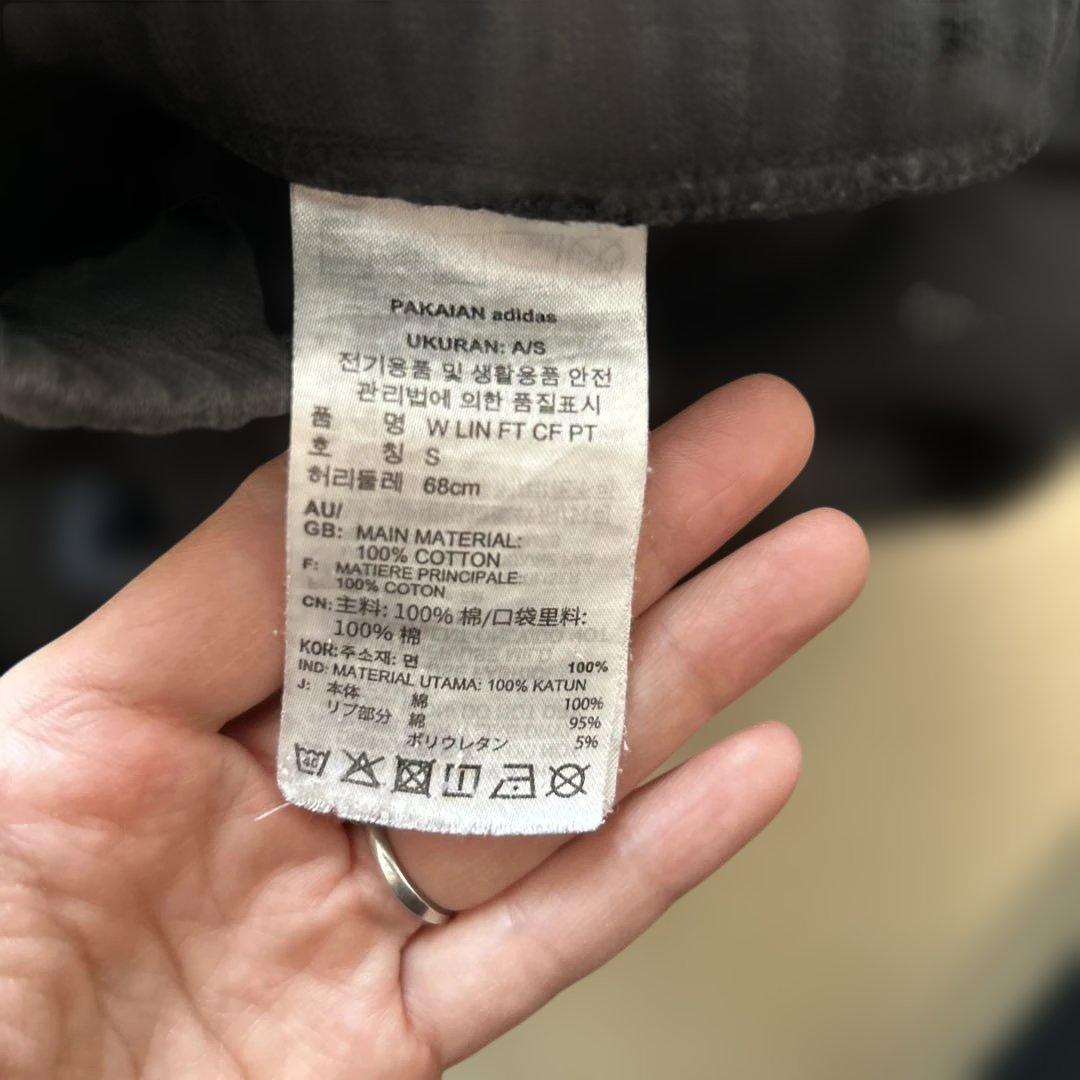 PAKAIAN adidas
UKURAN: A/S
전기용품 및 생활용품 안전
관리법에 의한 품질표시
품 명 W LIN FT CF PT
호 칭 S
허리둘레 68cm
AU/
GB: MAIN MATERIAL:
100% COTTON
F: MATIERE PRINCIPALE:
100% COTON
CN: 主料: 100% 棉/口袋里料:
100% 棉
KOR: 주소재: 면 100%
IND: MATERIAL UTAMA: 100% KATUN
J: 本体 綿 100%
リブ部分 綿 95%
ポリウレタン 5%
40